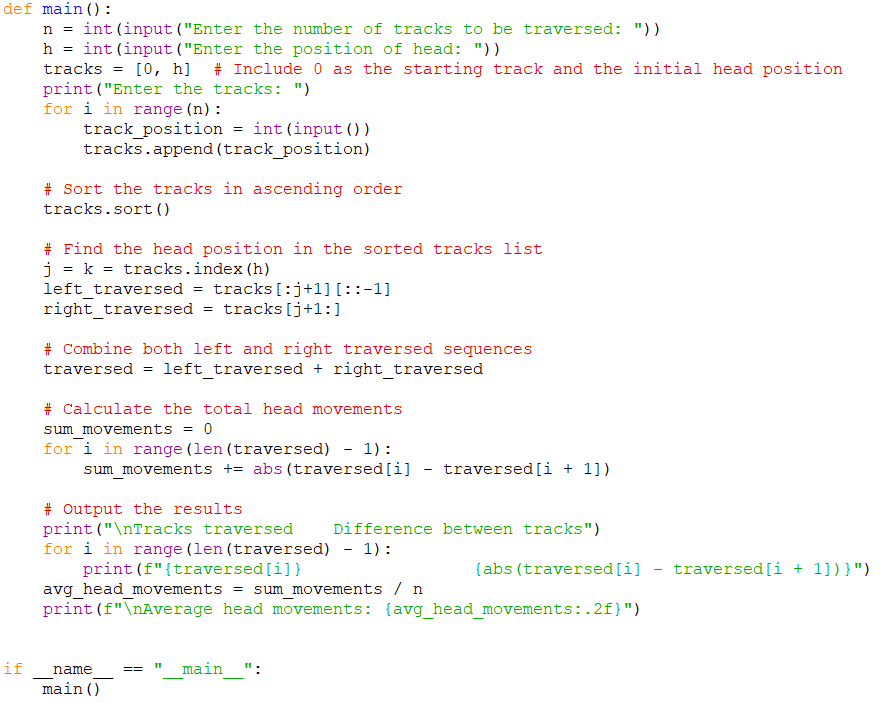 def main():
    n = int(input("Enter the number of tracks to be traversed: "))
    h = int(input("Enter the position of head: "))
    tracks = [0, h]  # Include 0 as the starting track and the initial head position
    print("Enter the tracks: ")
    for i in range(n):
        track_position = int(input())
        tracks.append(track_position)

    # Sort the tracks in ascending order
    tracks.sort()

    # Find the head position in the sorted tracks list
    j = k = tracks.index(h)
    left_traversed = tracks[:j+1][::-1]
    right_traversed = tracks[j+1:]

    # Combine both left and right traversed sequences
    traversed = left_traversed + right_traversed

    # Calculate the total head movements
    sum_movements = 0
    for i in range(len(traversed) - 1):
        sum_movements += abs(traversed[i] - traversed[i + 1])

    # Output the results
    print("\nTracks traversed    Difference between tracks")
    for i in range(len(traversed) - 1):
        print(f"{traversed[i]}                 {abs(traversed[i] - traversed[i + 1])}")
    avg_head_movements = sum_movements / n
    print(f"\nAverage head movements: {avg_head_movements:.2f}")


if __name__ == "__main__":
    main()